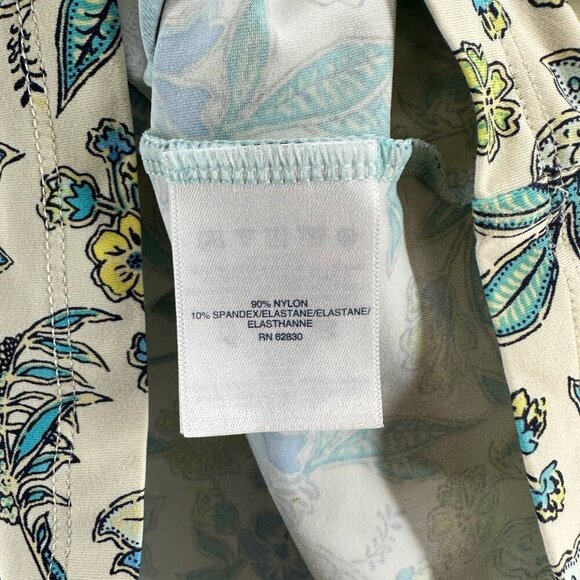 90% NYLON
10% SPANDEX/ELASTANE/ELASTANE/
ELASTHANNE
RN 62830